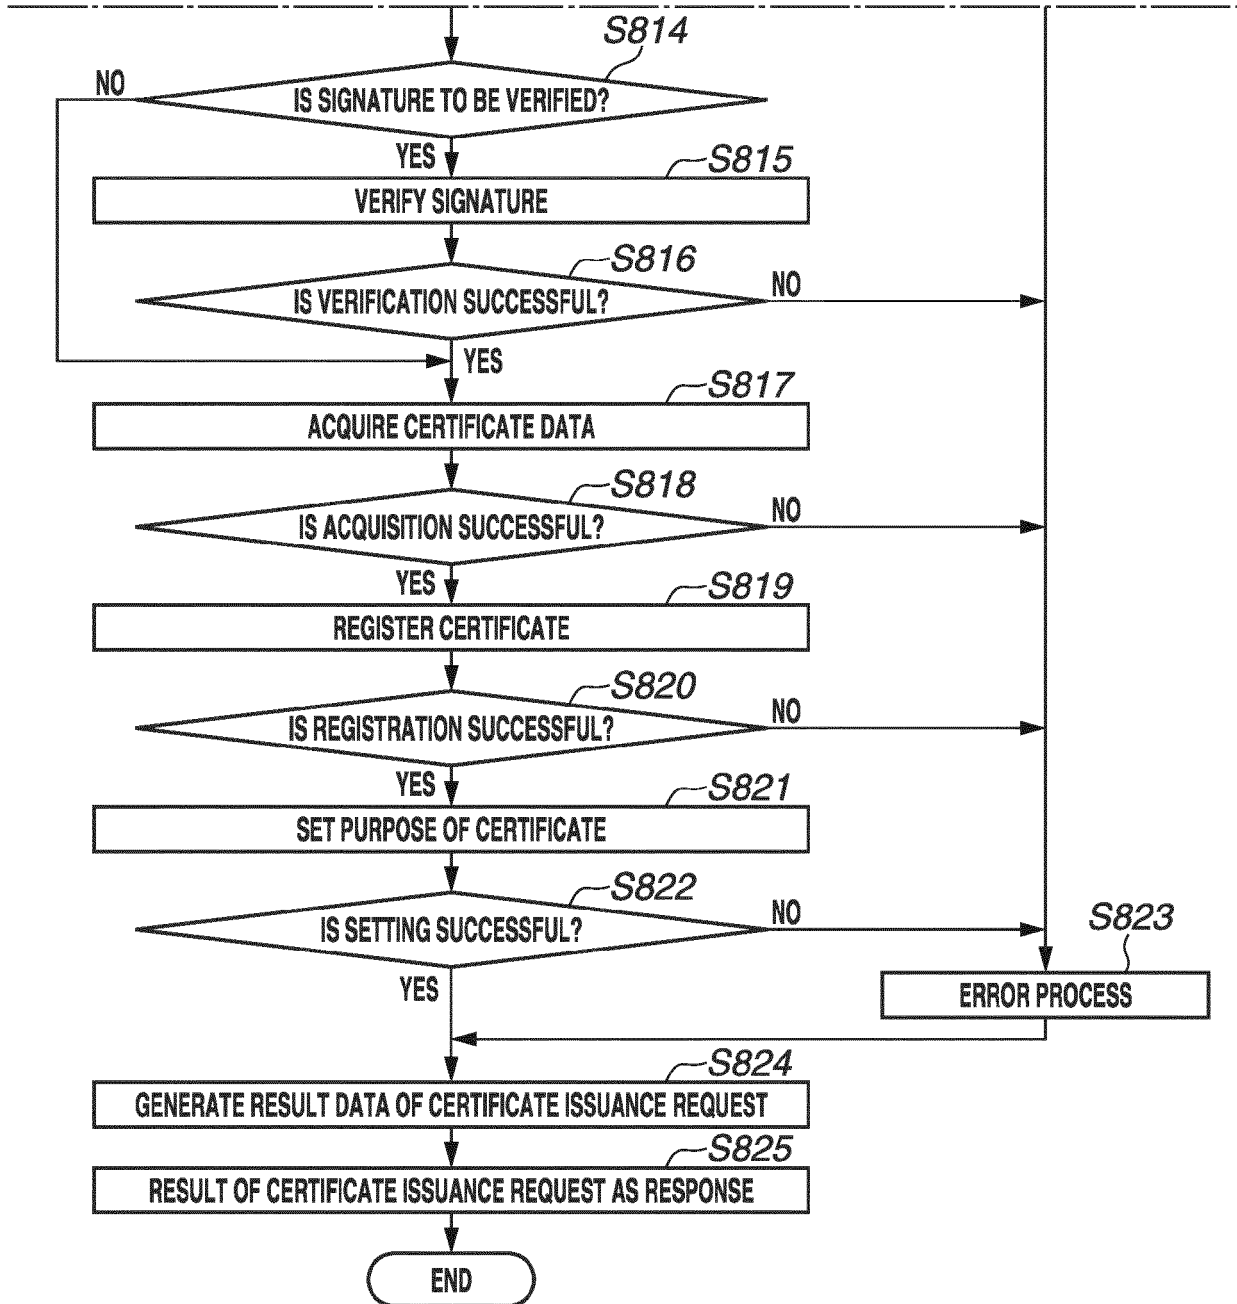 S814
NO
IS SIGNATURE TO BE VERIFIED?
YES
S815
VERIFY SIGNATURE
S816
IS VERIFICATION SUCCESSFUL?
NO
YES
S817
ACQUIRE CERTIFICATE DATA
S818
IS ACQUISITION SUCCESSFUL?
NO
YES
S819
REGISTER CERTIFICATE
S820
IS REGISTRATION SUCCESSFUL?
NO
YES
S821
SET PURPOSE OF CERTIFICATE
S822
IS SETTING SUCCESSFUL?
NO
YES
S823
ERROR PROCESS
S824
GENERATE RESULT DATA OF CERTIFICATE ISSUANCE REQUEST
S825
RESULT OF CERTIFICATE ISSUANCE REQUEST AS RESPONSE
END